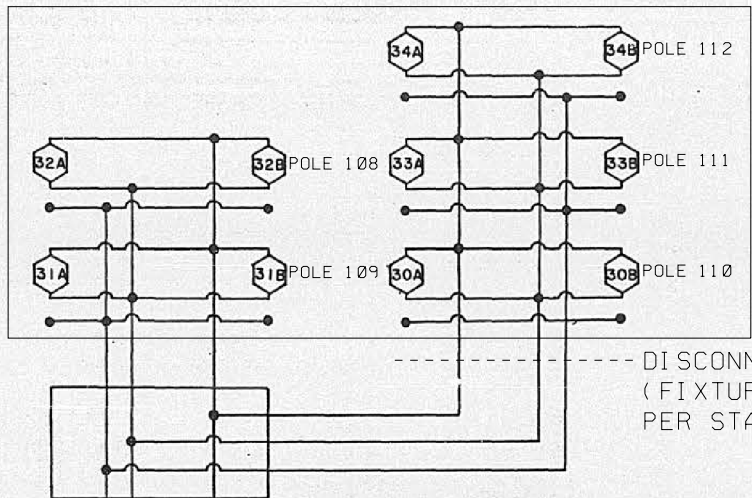 34A 34B POLE 112
32A 32B POLE 108 33A 33B POLE 111
31A 31B POLE 109 30A 30B POLE 110
(FIXTUR
PER STA